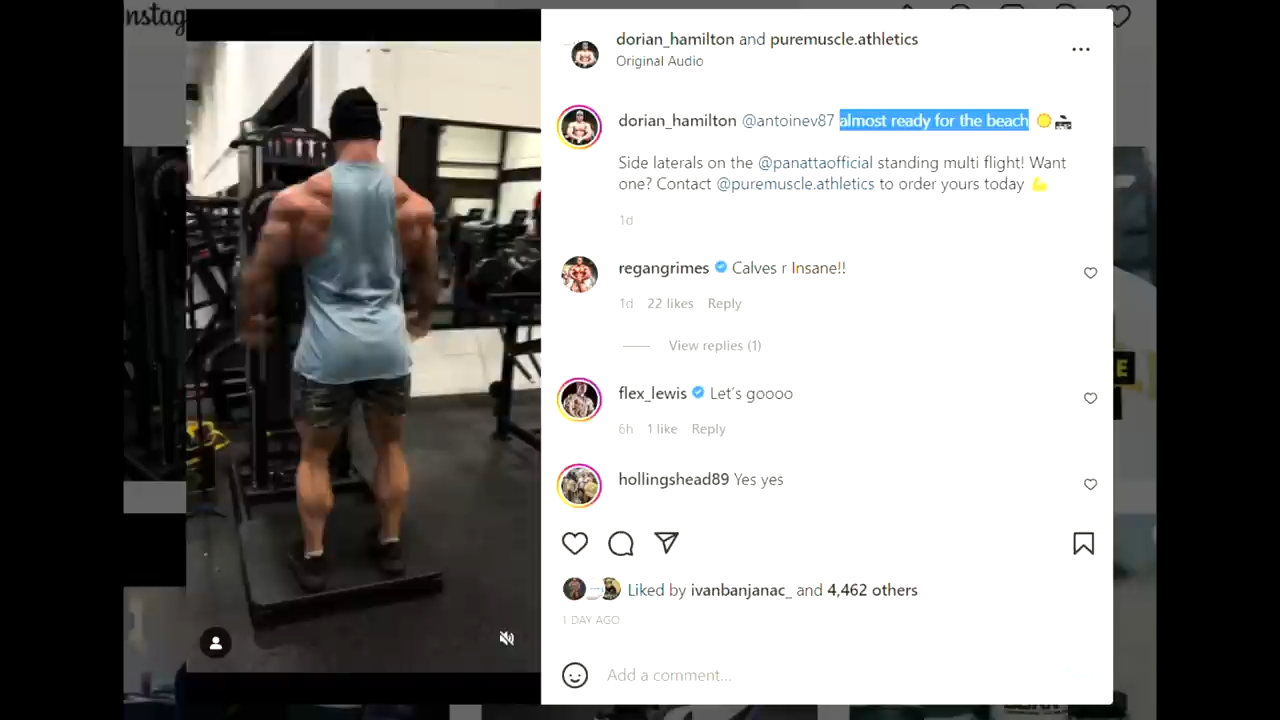 nstag
dorian_hamilton and puremuscle.athletics
Original Audio
dorian_hamilton @antoinev87 almost ready for the beach
Side laterals on the @panattaofficial standing multi flight! Want
one? Contact @puremuscle.athletics to order yours today 💪
1d
regangrimes Calves r Insane!!
1d 22 likes Reply
View replies (1)
flex_lewis Let's goooo
6h 1 like Reply
hollingshead89 Yes yes
Liked by ivanbanjanac_ and 4,462 others
1 DAY AGO
Add a comment...
E